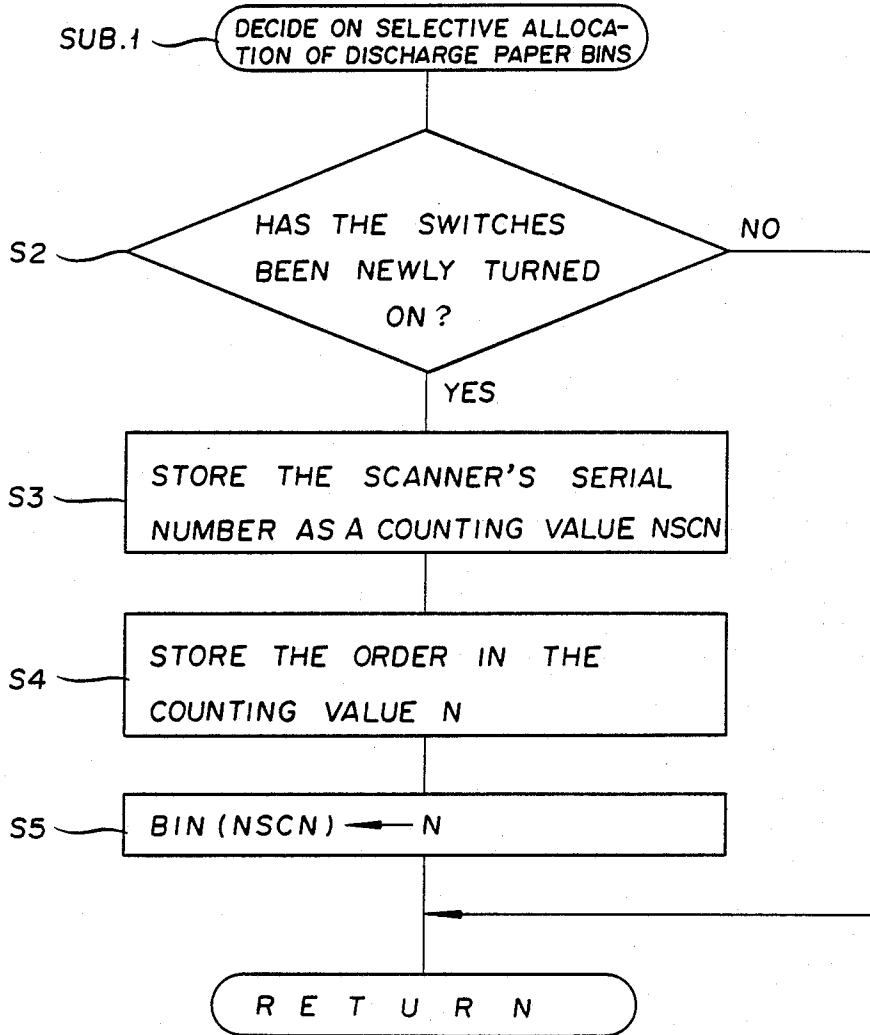 SUB.1
DECIDE ON SELECTIVE ALLOCA-
TION OF DISCHARGE PAPER BINS
S2
HAS THE SWITCHES
BEEN NEWLY TURNED
ON?
NO
YES
S3
STORE THE SCANNER'S SERIAL
NUMBER AS A COUNTING VALUE NSCN
S4
STORE THE ORDER IN THE
COUNTING VALUE N
S5
BIN (NSCN) ← N
RETURN